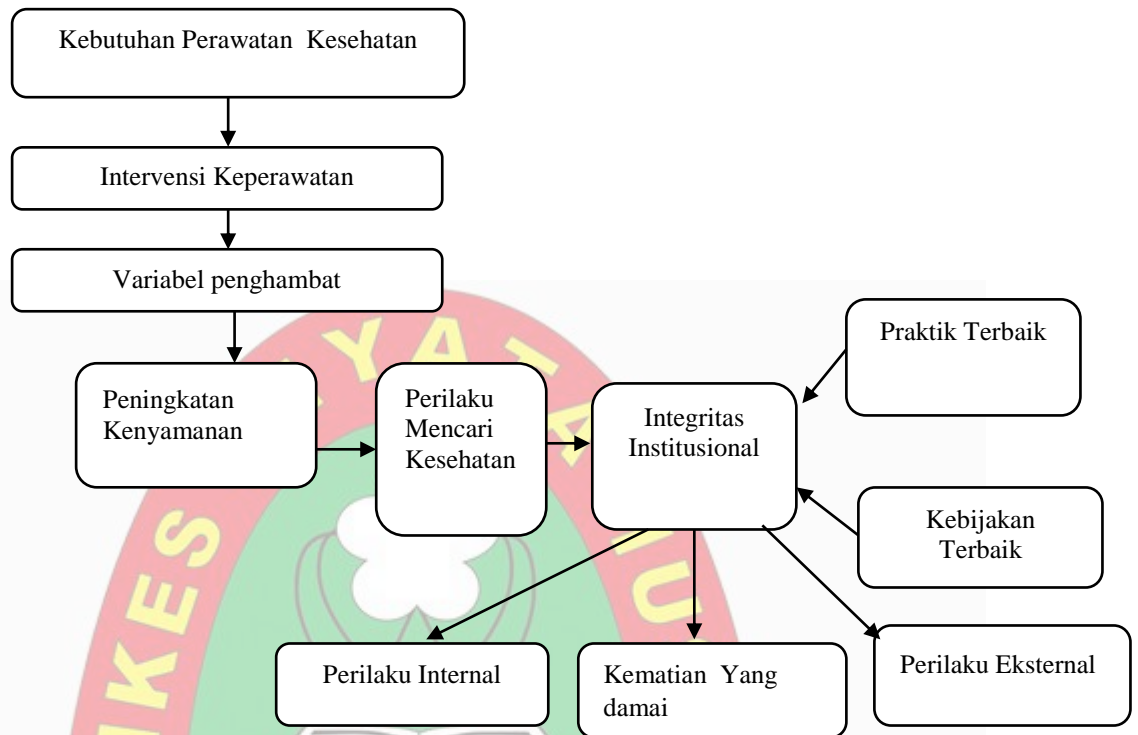 Kebutuhan Perawatan Kesehatan
Intervensi Keperawatan
Variabel penghambat
Peningkatan
Kenyamanan
Perilaku
Mencari
Kesehatan
Integritas
Institusional
Praktik Terbaik
Kebijakan
Terbaik
Perilaku Internal
Kematian Yang
damai
Perilaku Eksternal